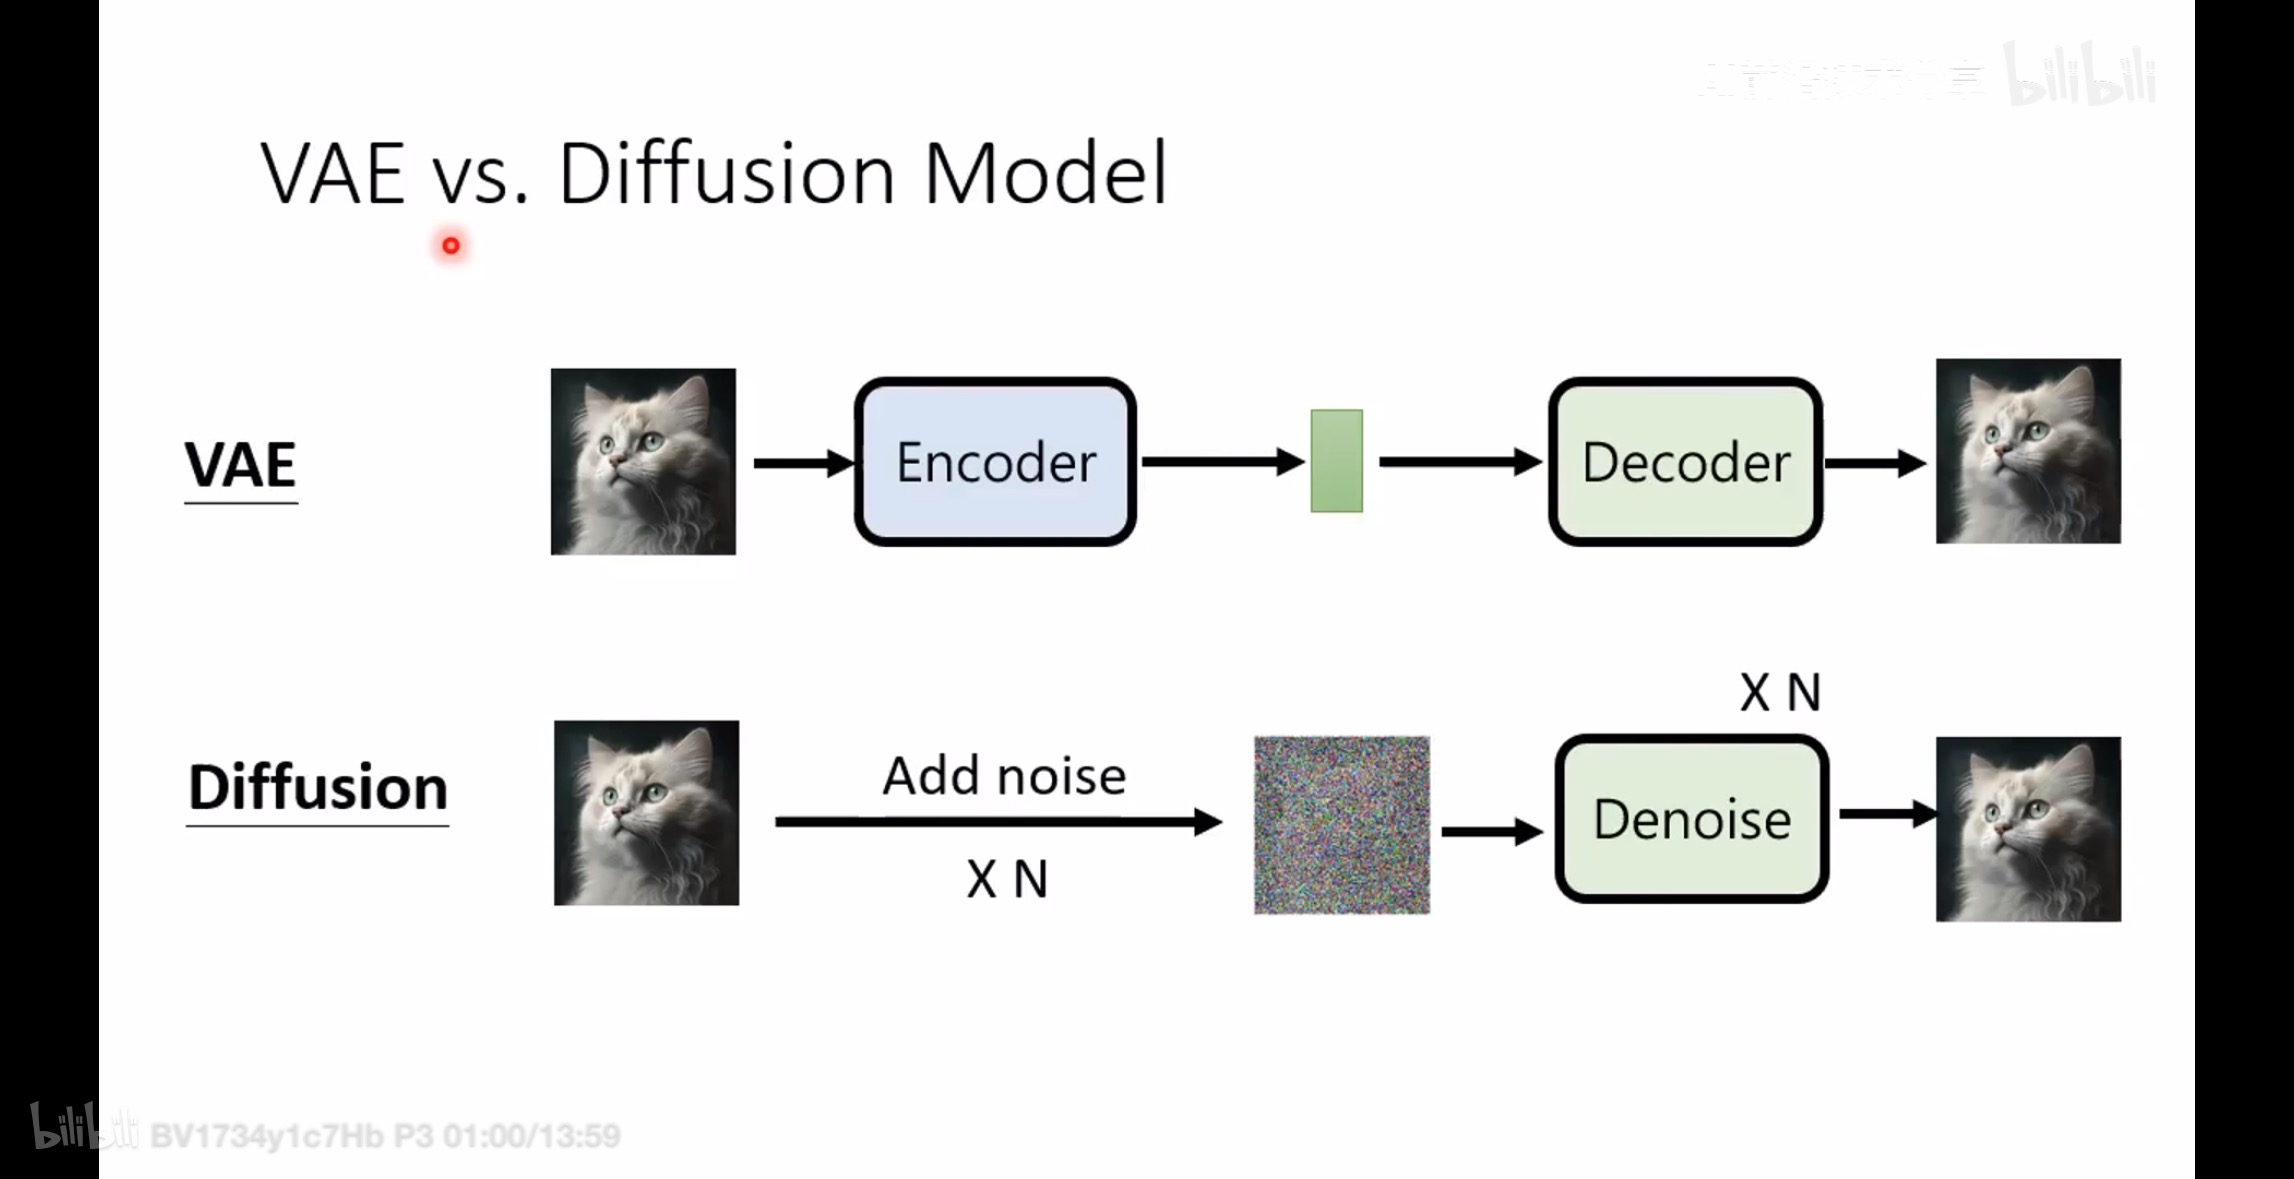 bilibili
VAE vs. Diffusion Model
VAE
Encoder
Decoder
X N
Diffusion
Add noise
X N
Denoise
bilibili BV1734y1c7Hb P3 01:00/13:59